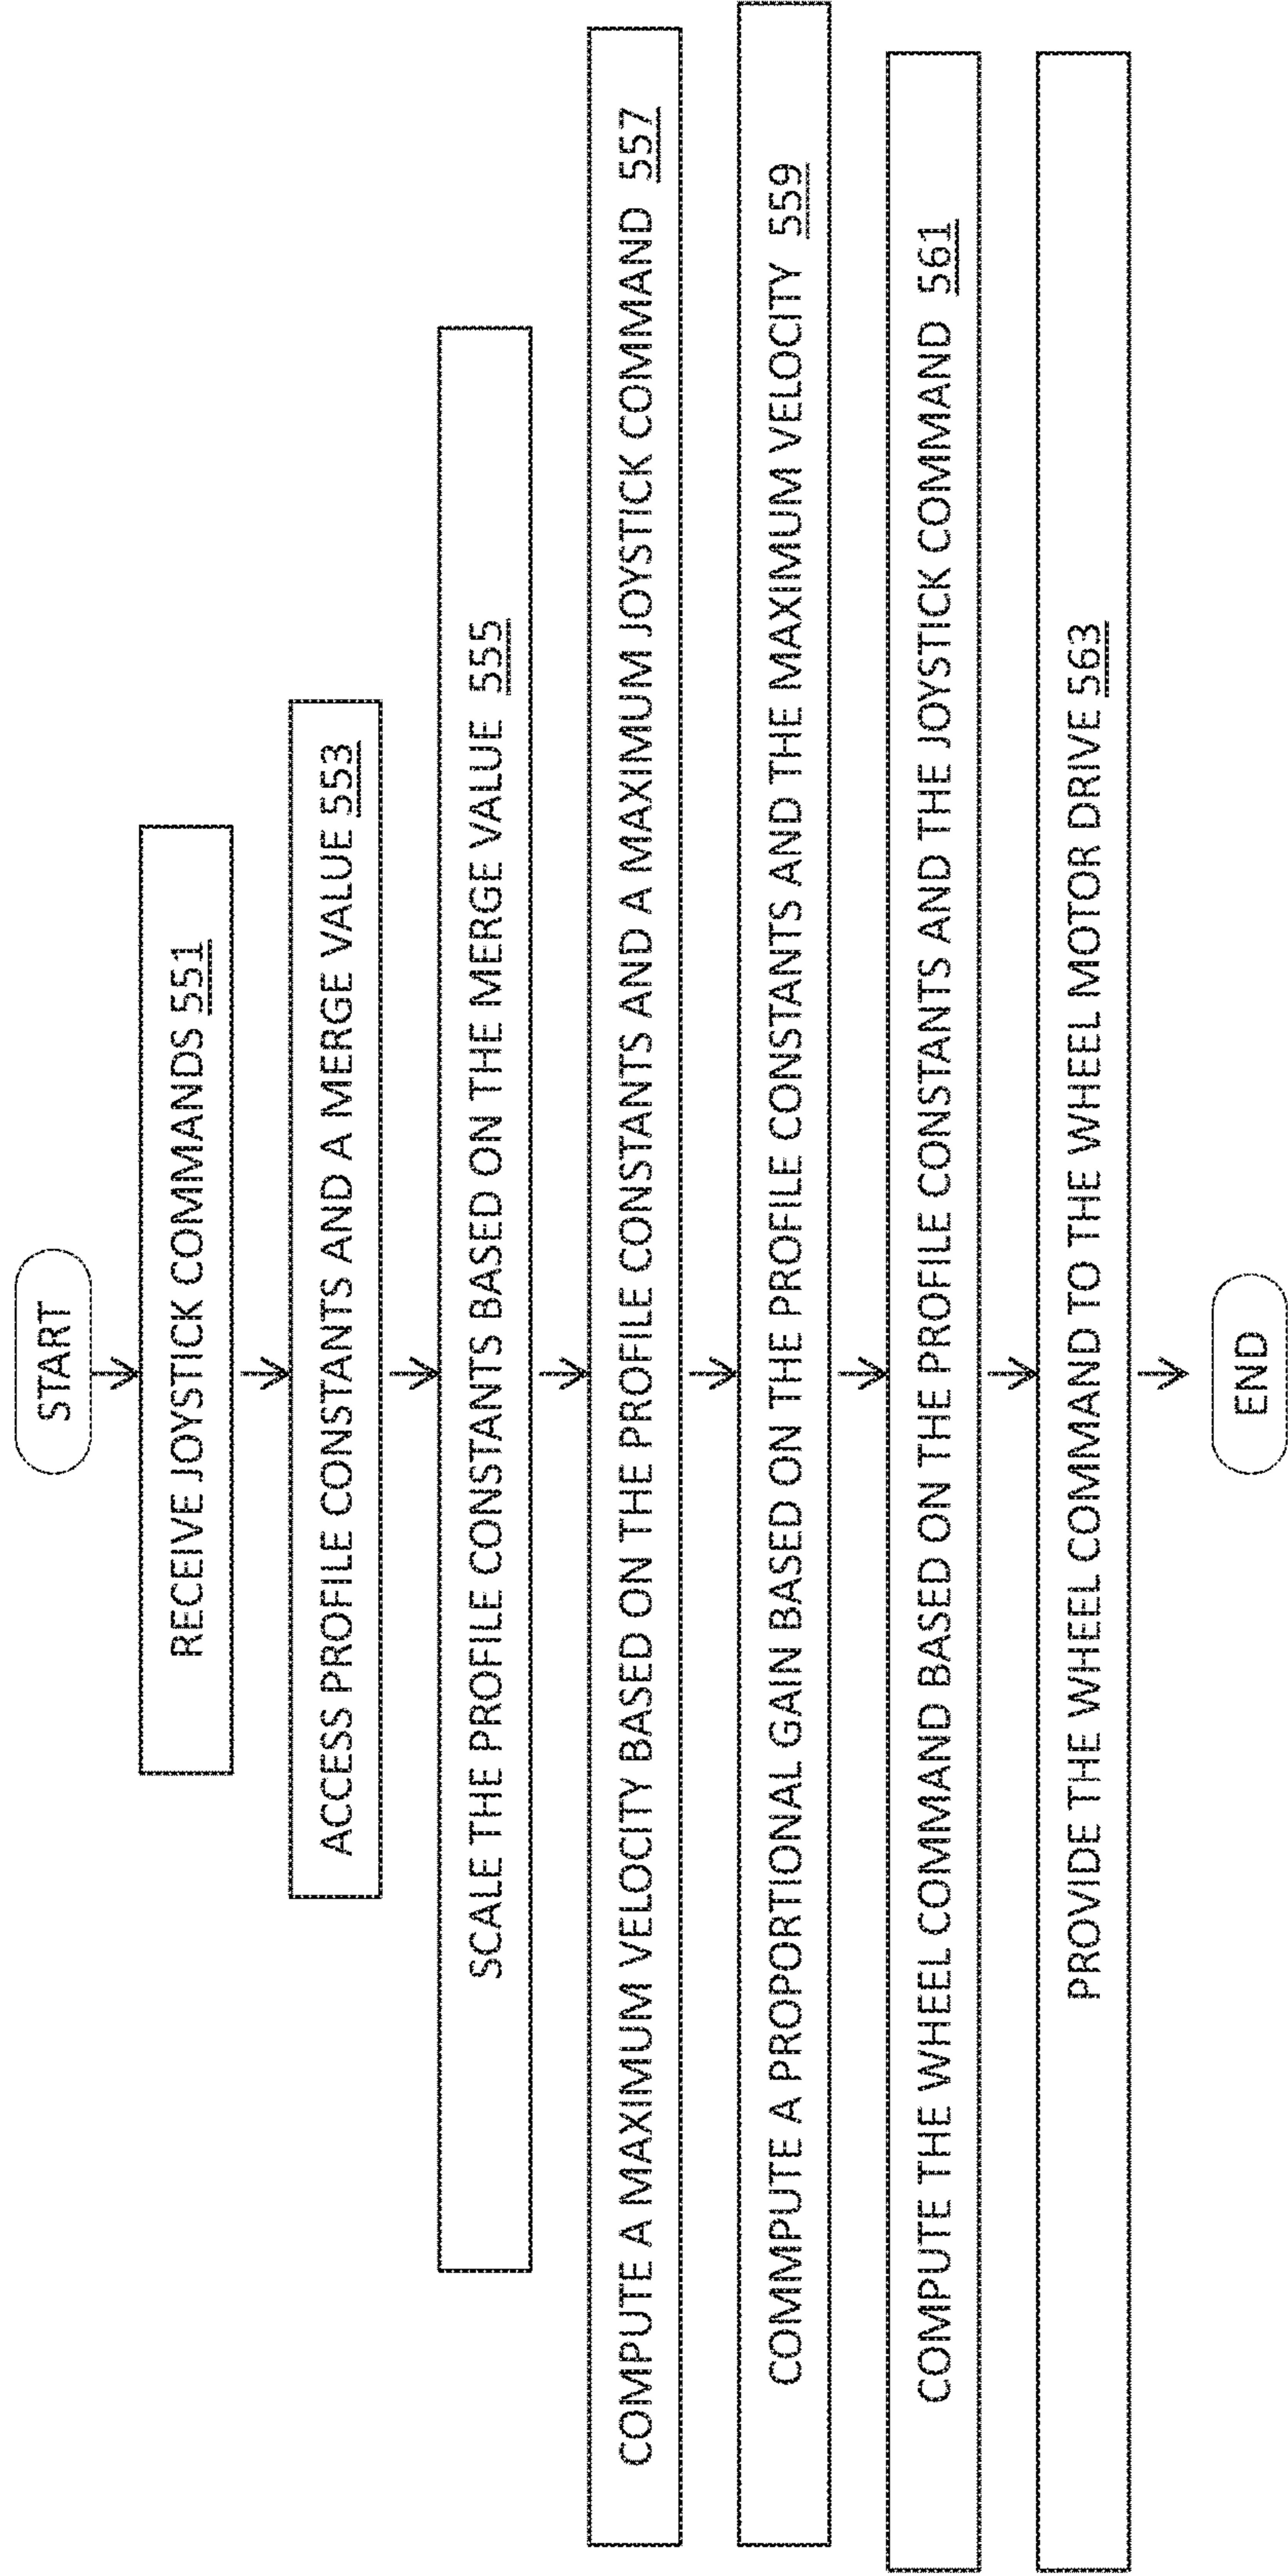 START
RECEIVE JOYSTICK COMMANDS 551
ACCESS PROFILE CONSTANTS AND A MERGE VALUE 553
SCALE THE PROFILE CONSTANTS BASED ON THE MERGE VALUE 555
COMPUTE A MAXIMUM VELOCITY BASED ON THE PROFILE CONSTANTS AND A MAXIMUM JOYSTICK COMMAND 557
COMMPUTE A PROPORTIONAL GAIN BASED ON THE PROFILE CONSTANTS AND THE MAXIMUM VELOCITY 559
COMPUTE THE WHEEL COMMAND BASED ON THE PROFILE CONSTANTS AND THE JOYSTICK COMMAND 561
PROVIDE THE WHEEL COMMAND TO THE WHEEL MOTOR DRIVE 563
END